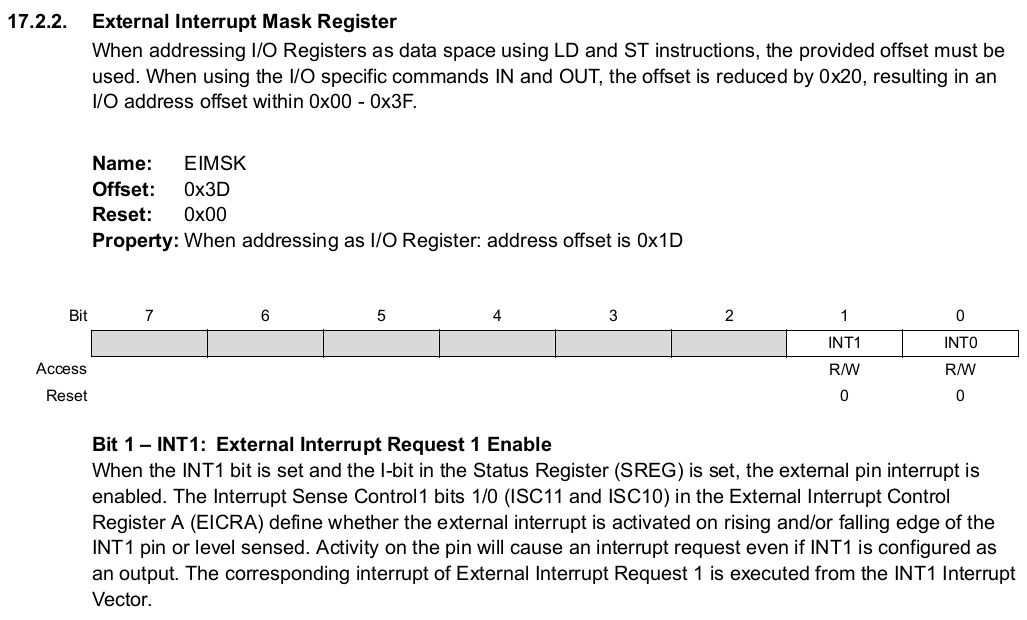 17.2.2. External Interrupt Mask Register
When addressing I/O Registers as data space using LD and ST instructions, the provided offset must be
used. When using the I/O specific commands IN and OUT, the offset is reduced by 0x20, resulting in an
I/O address offset within 0x00 - 0x3F.
Name: EIMSK
Offset: 0x3D
Reset: 0x00
Property: When addressing as I/O Register: address offset is 0x1D
Bit 7 6 5 4 3 2 1 0
INT1 INT0
Access R/W R/W
Reset 0 0
Bit 1 – INT1: External Interrupt Request 1 Enable
When the INT1 bit is set and the I-bit in the Status Register (SREG) is set, the external pin interrupt is
enabled. The Interrupt Sense Control1 bits 1/0 (ISC11 and ISC10) in the External Interrupt Control
Register A (EICRA) define whether the external interrupt is activated on rising and/or falling edge of the
INT1 pin or level sensed. Activity on the pin will cause an interrupt request even if INT1 is configured as
an output. The corresponding interrupt of External Interrupt Request 1 is executed from the INT1 Interrupt
Vector.